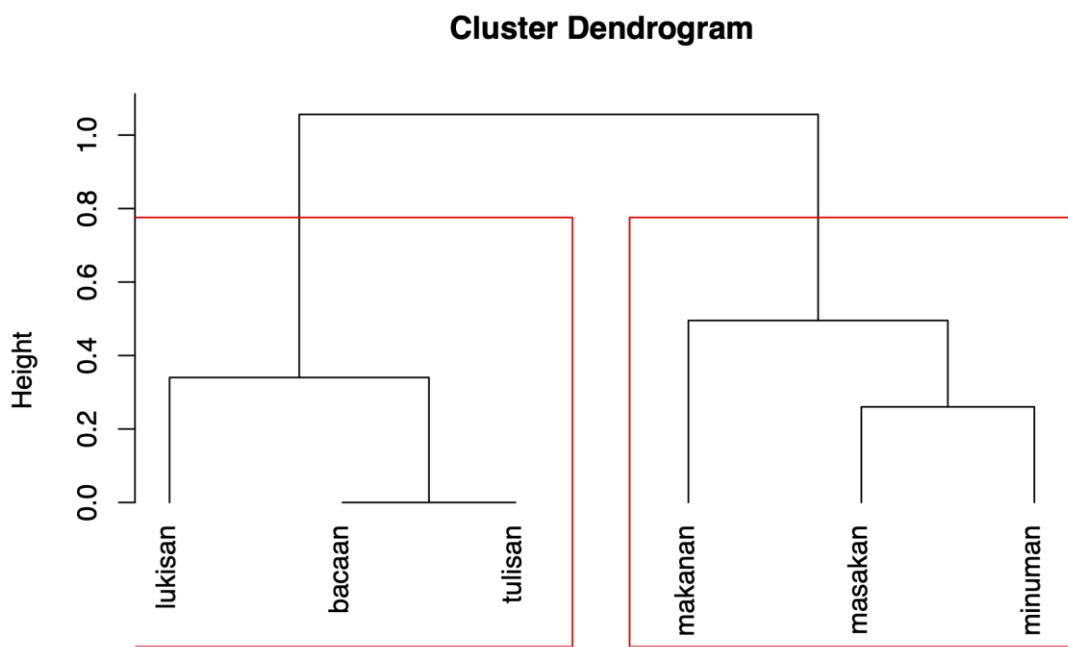 Cluster Dendrogram
Height
1.0
0.8
0.6
0.4
0.2
0.0
lukisan
bacaan
tulisan
makanan
masakan
minuman